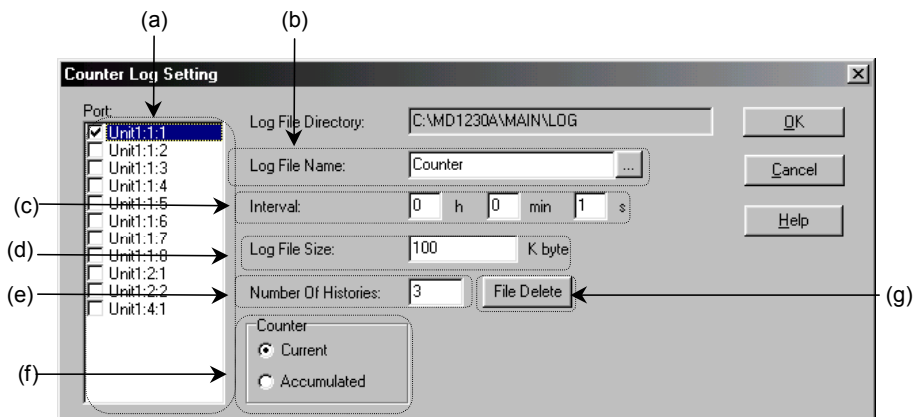 (a)
(b)
Counter Log Setting
Port:
Unit1:1:1
Unit1:1:2
Unit1:1:3
Unit1:1:4
Unit1:1:5
Unit1:1:6
Unit1:1:7
Unit1:1:8
Unit1:2:1
Unit1:2:2
Unit1:4:1
Log File Directory: C:\MD1230A\MAIN\LOG
Log File Name: Counter ...
Interval: 0 h 0 min 1 s
Log File Size: 100 K byte
Number Of Histories: 3 File Delete
Counter
Current
Accumulated
OK
Cancel
Help
(c)
(d)
(e)
(f)
(g)